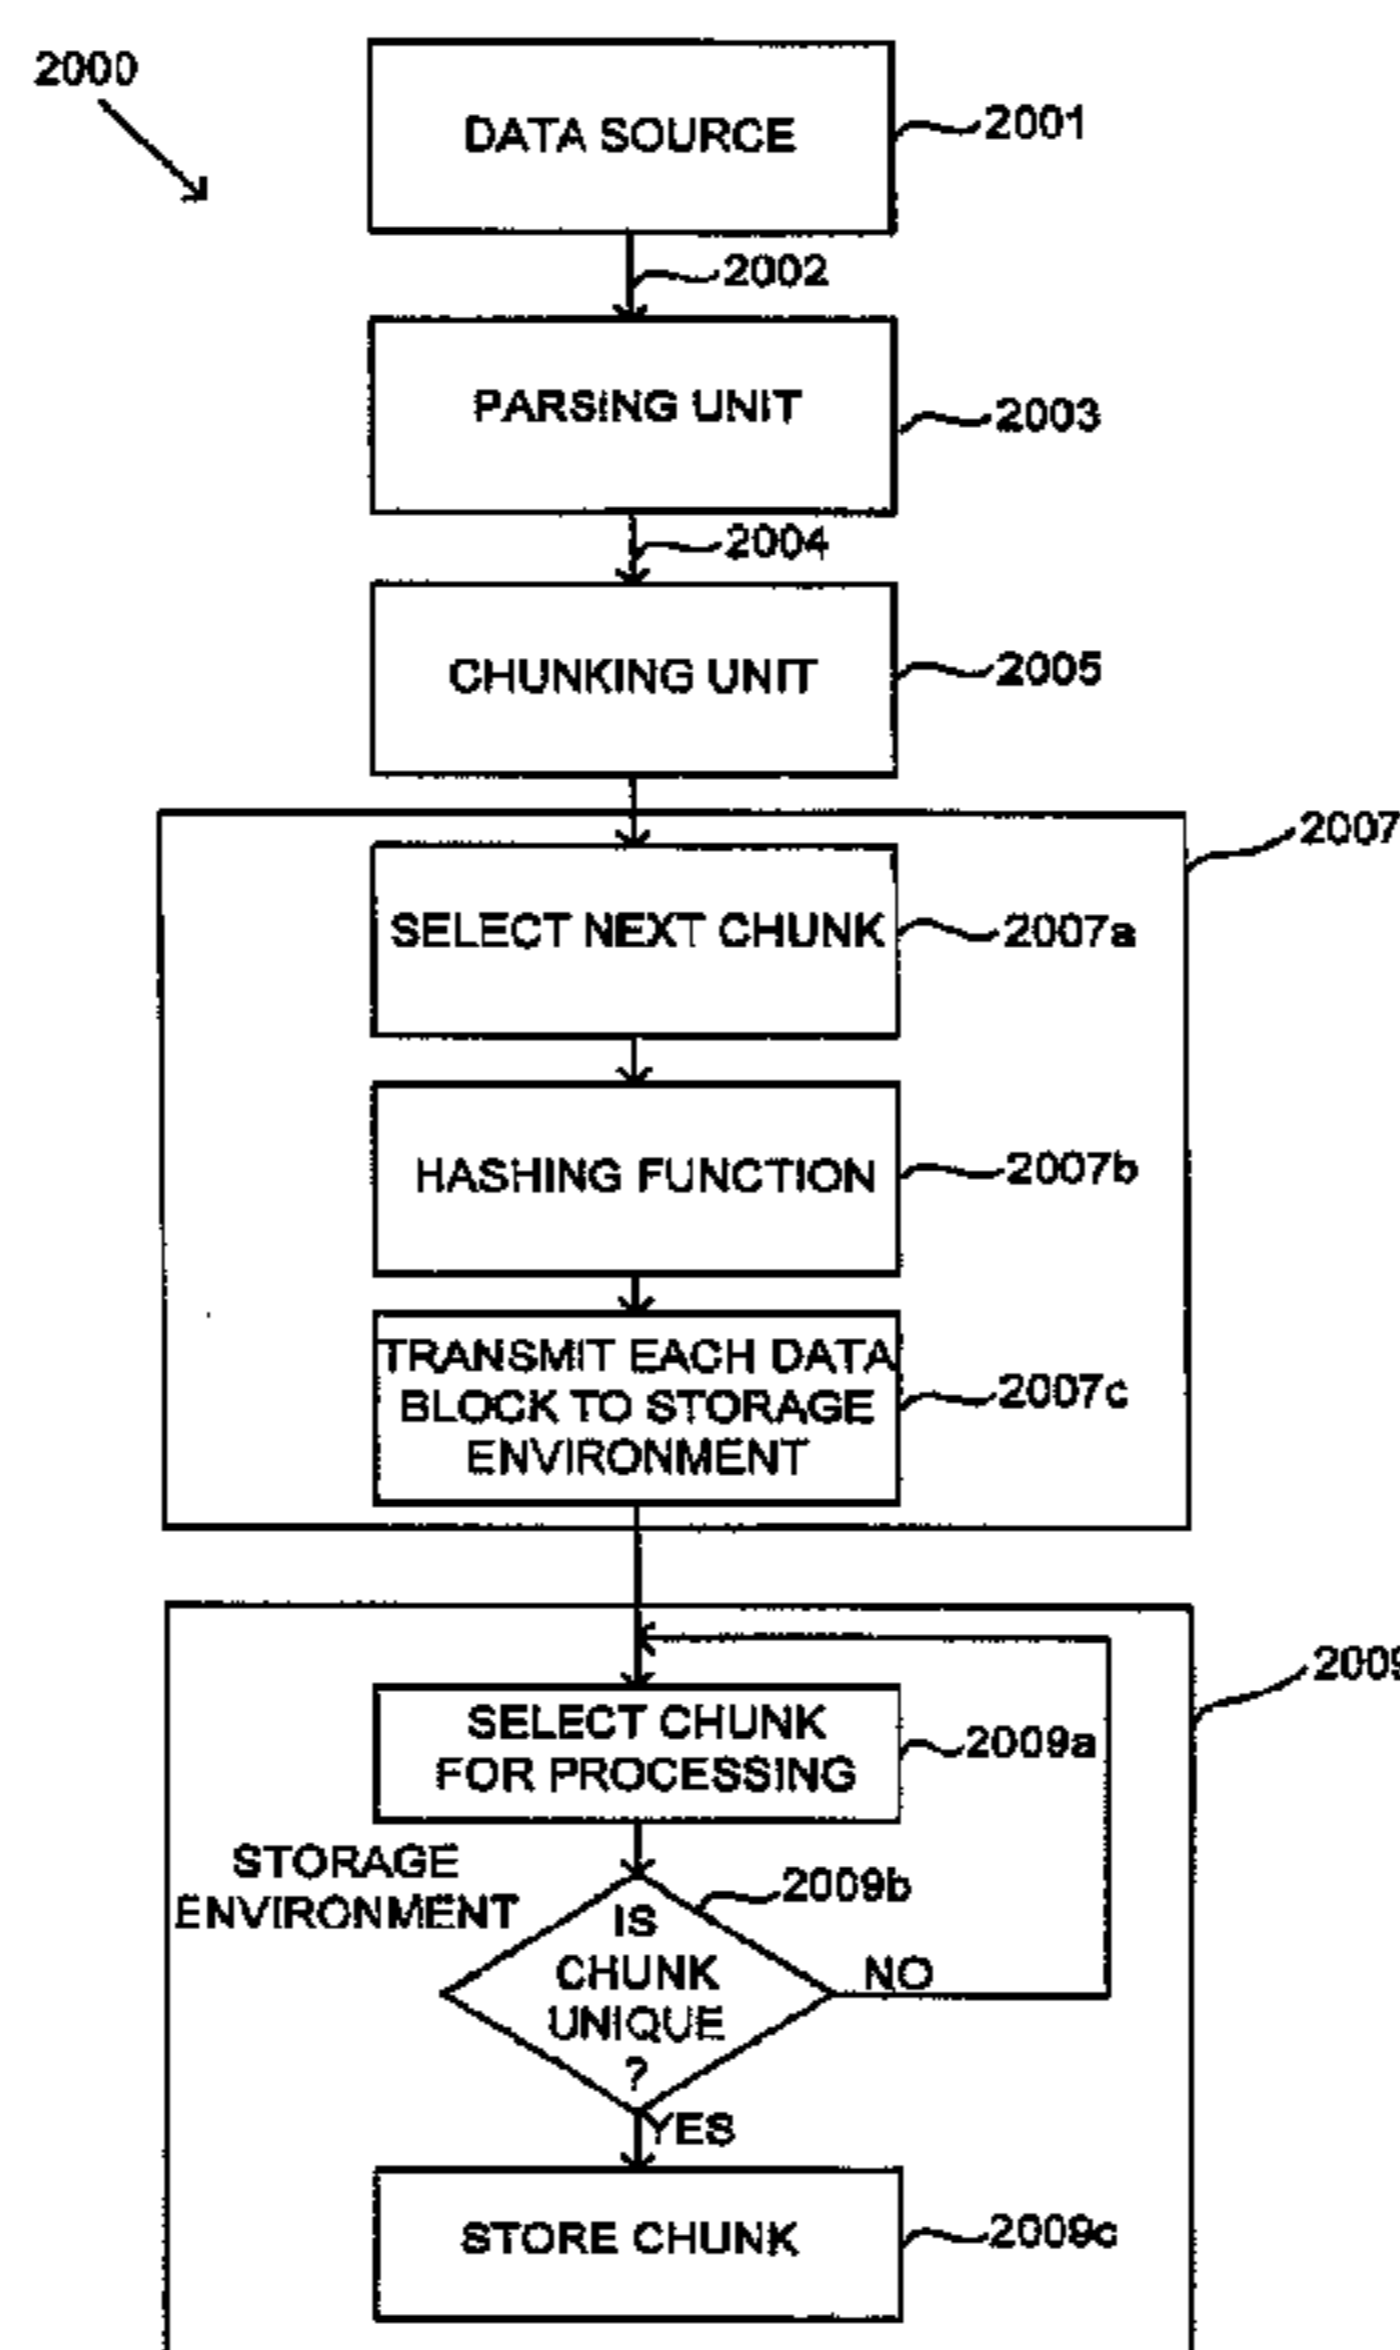 2000
DATA SOURCE
2001
2002
PARSING UNIT
2003
2004
CHUNKING UNIT
2005
2007
SELECT NEXT CHUNK
2007a
HASHING FUNCTION
2007b
TRANSMIT EACH DATA
BLOCK TO STORAGE
ENVIRONMENT
2007c
2009
SELECT CHUNK
FOR PROCESSING
2009a
STORAGE
ENVIRONMENT
2009b
IS
CHUNK
UNIQUE
?
NO
YES
STORE CHUNK
2009c